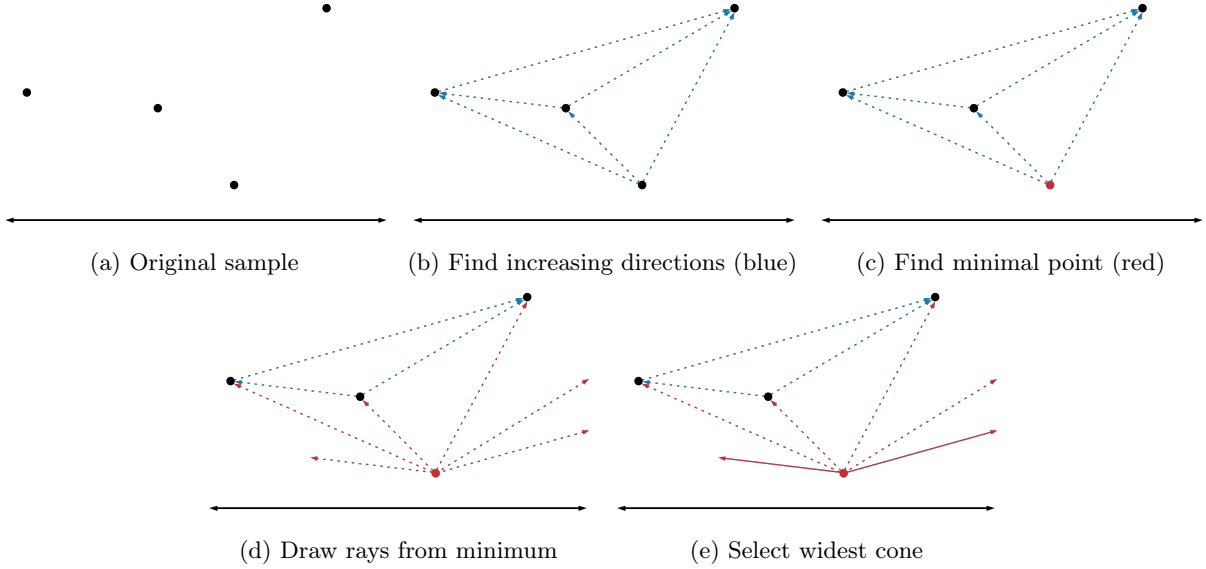 (a) Original sample
(b) Find increasing directions (blue)
(c) Find minimal point (red)
(d) Draw rays from minimum
(e) Select widest cone